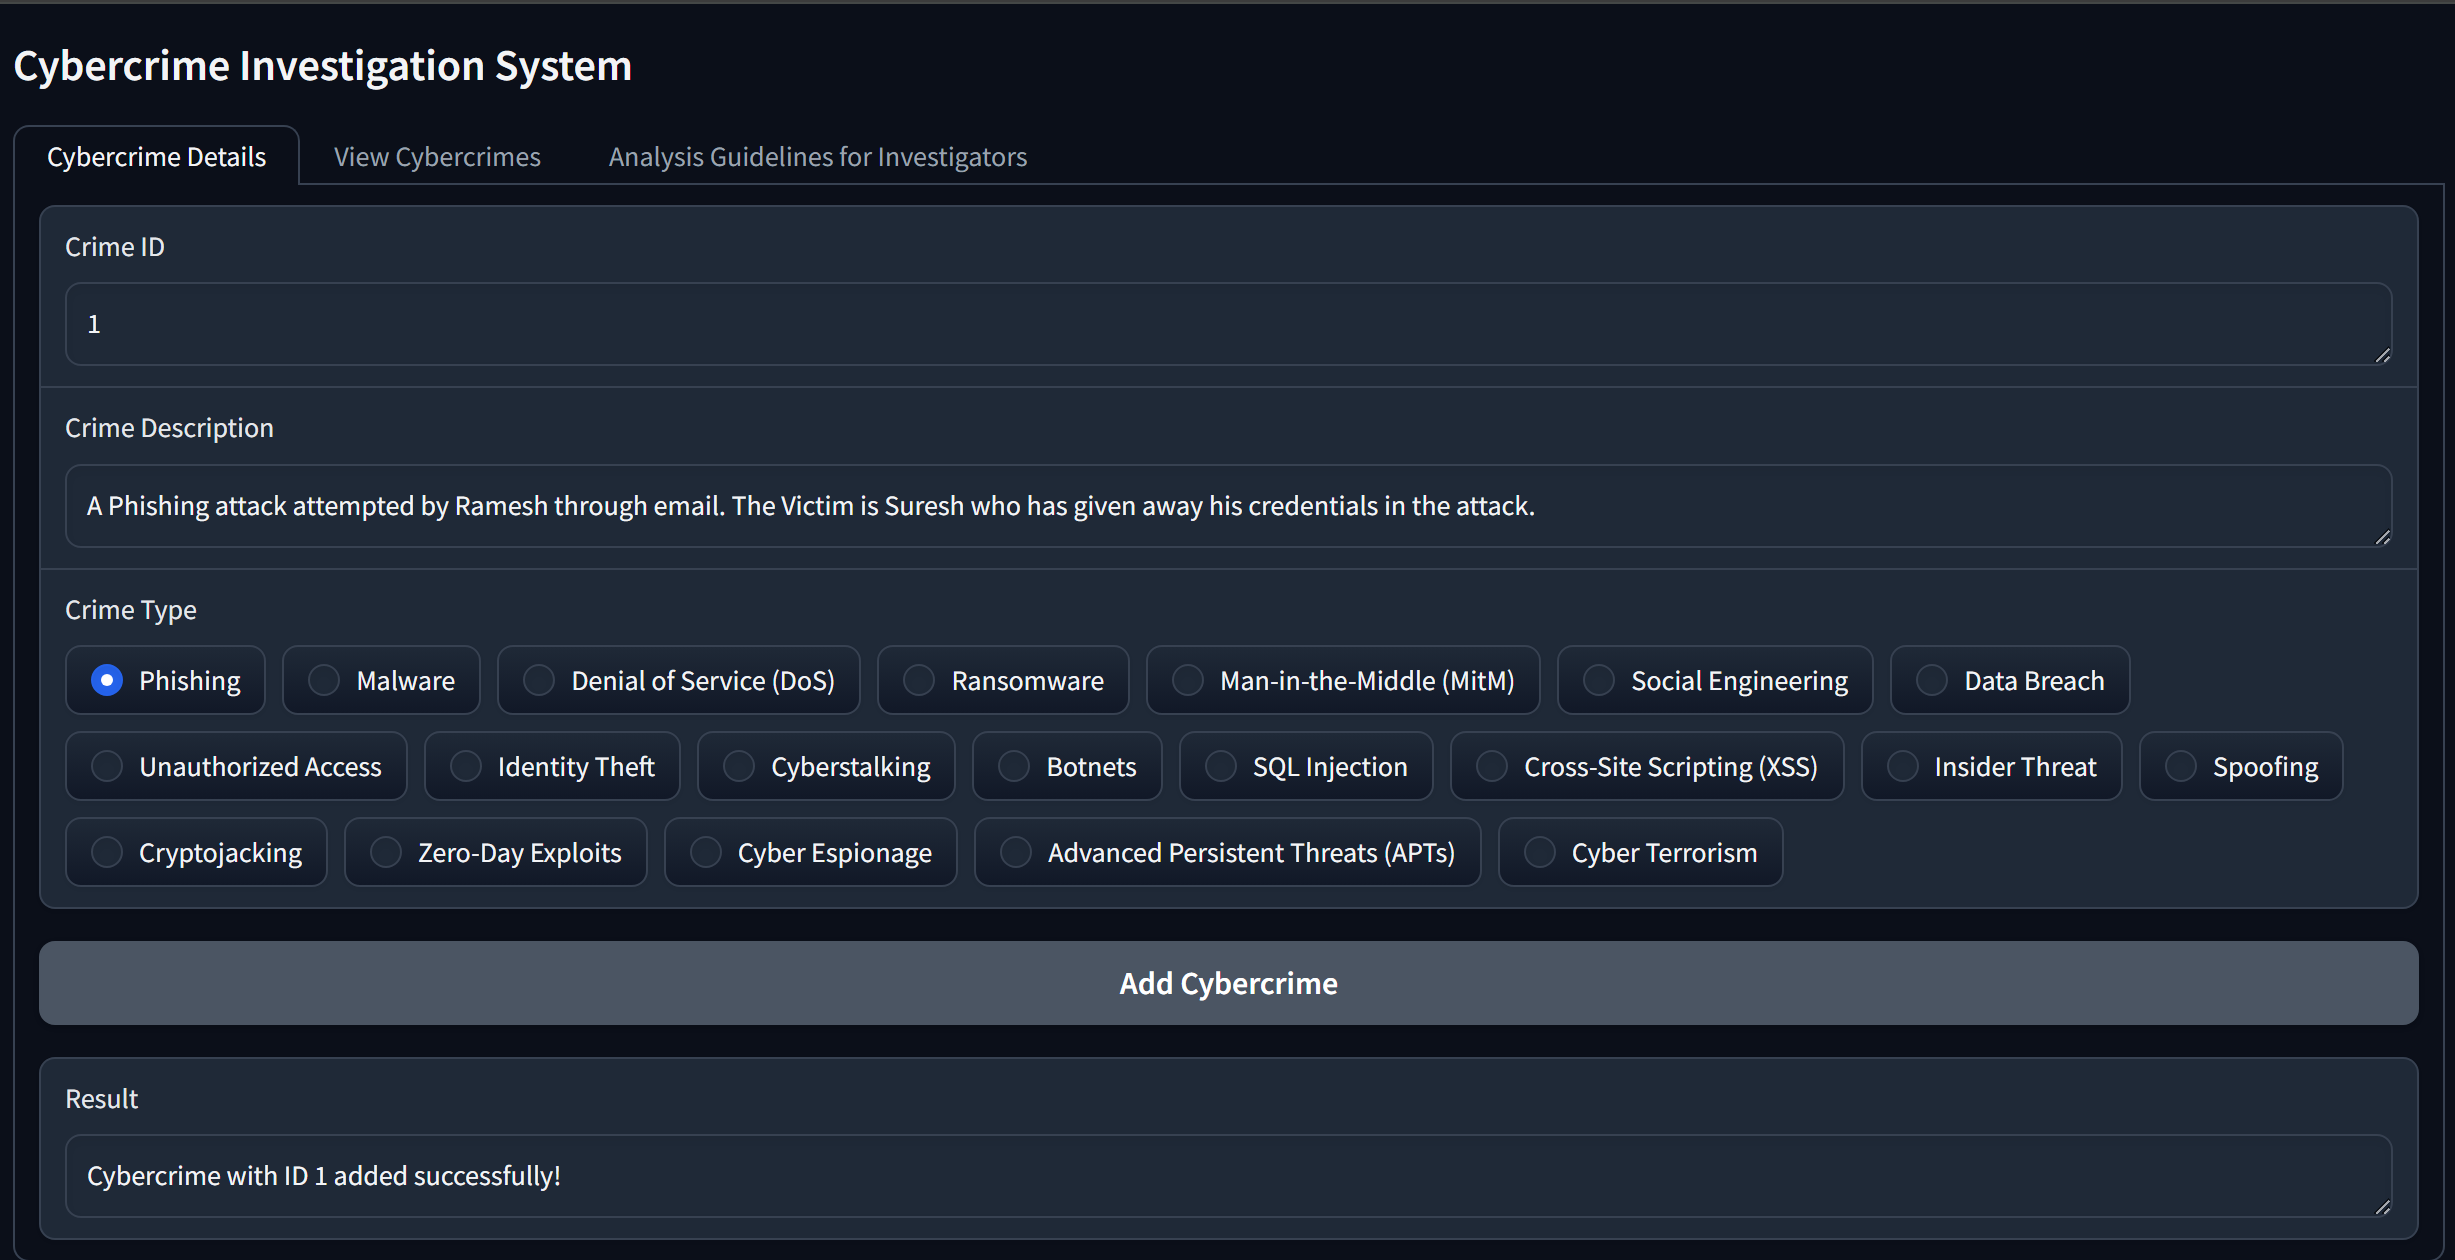 Cybercrime Investigation System
Cybercrime Details View Cybercrimes Analysis Guidelines for Investigators
Crime ID
1
Crime Description
A Phishing attack attempted by Ramesh through email. The Victim is Suresh who has given away his credentials in the attack.
Crime Type
Phishing Malware Denial of Service (DoS) Ransomware Man-in-the-Middle (MitM) Social Engineering Data Breach
Unauthorized Access Identity Theft Cyberstalking Botnets SQL Injection Cross-Site Scripting (XSS) Insider Threat Spoofing
Cryptojacking Zero-Day Exploits Cyber Espionage Advanced Persistent Threats (APTs) Cyber Terrorism
Add Cybercrime
Result
Cybercrime with ID 1 added successfully!